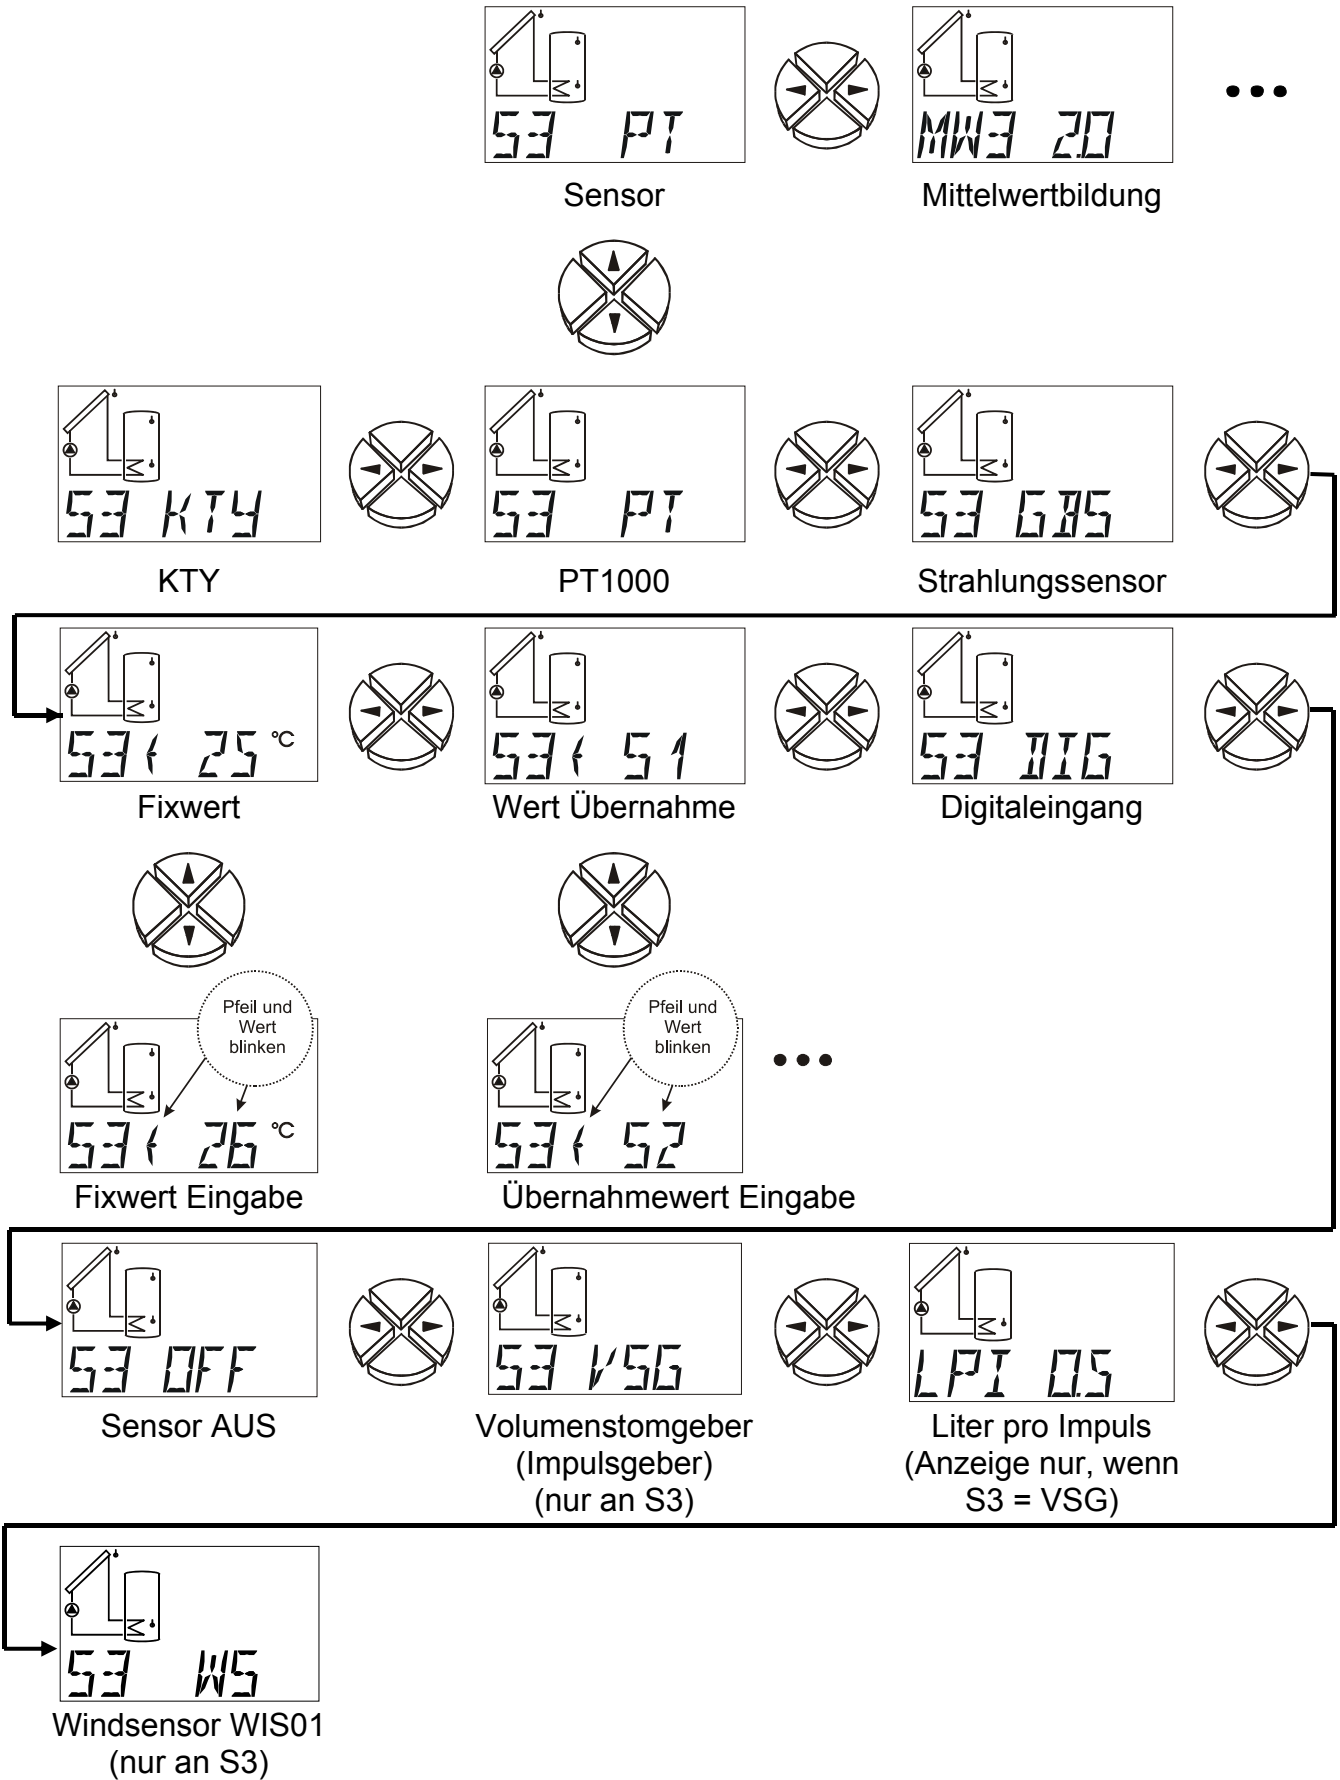 S3 PT
MW3 2.0
Sensor
Mittelwertbildung
S3 KTY
S3 PT
S3 GBS
KTY
PT1000
Strahlungssensor
S3< 25 °C
S3< S1
S3 DIG
Fixwert
Wert Übernahme
Digitaleingang
Pfeil und
Wert
blinken
Pfeil und
Wert
blinken
S3< 26 °C
S3< S2
Fixwert Eingabe
Übernahmewert Eingabe
S3 OFF
S3 VSG
LPI 0.5
Sensor AUS
Volumenstomgeber
(Impulsgeber)
(nur an S3)
Liter pro Impuls
(Anzeige nur, wenn
S3 = VSG)
S3 WS
Windsensor WIS01
(nur an S3)